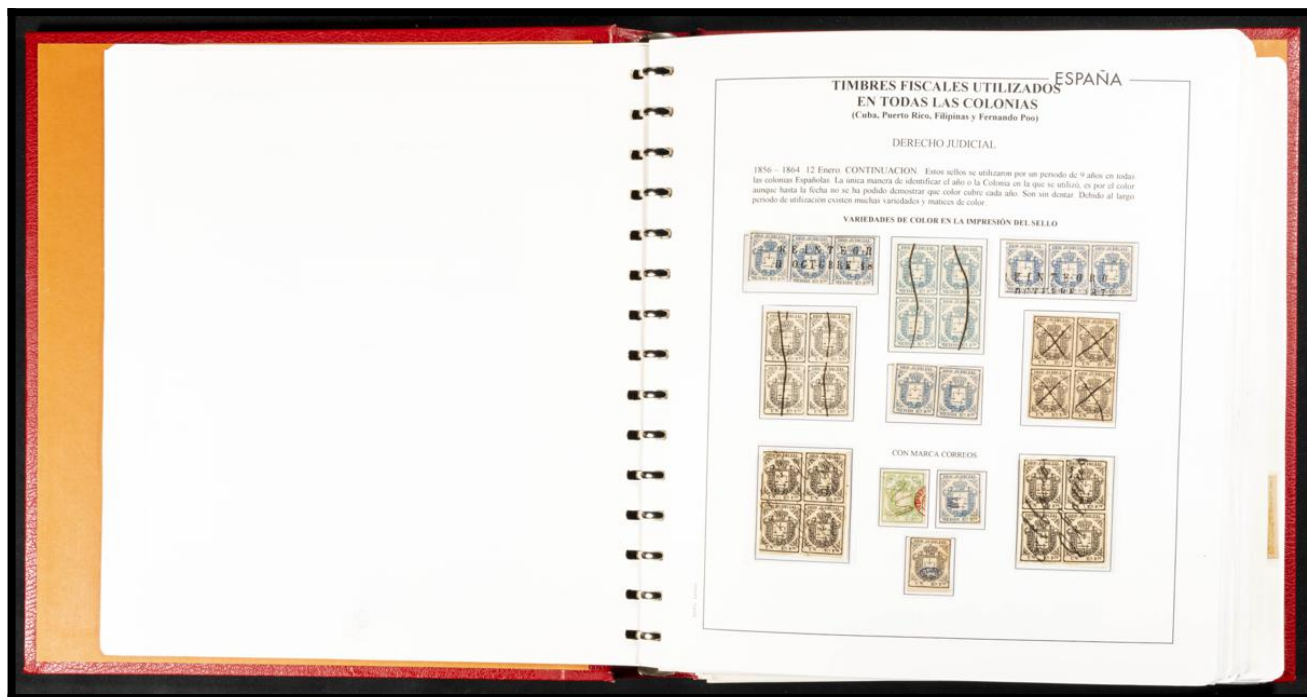 ESPAÑA
TIMBRES FISCALES UTILIZADOS
EN TODAS LAS COLONIAS
(Cuba, Puerto Rico, Filipinas y Fernando Poo)
DERECHO JUDICIAL
1856 – 1864 12 Enero. CONTINUACION. Estos sellos se utilizaron por un periodo de 9 años en todas
las colonias Españolas. La única manera de identificar el año o la Colonia en la que se utilizó, es por el color
aunque hasta la fecha no se ha podido demostrar que color cubre cada año. Son sin dentar. Debido al largo
periodo de utilización existen muchas variedades y matices de color.
VARIEDADES DE COLOR EN LA IMPRESIÓN DEL SELLO
REINTEGR
OCTUBRE
EINTEGRO
CON MARCA CORREOS